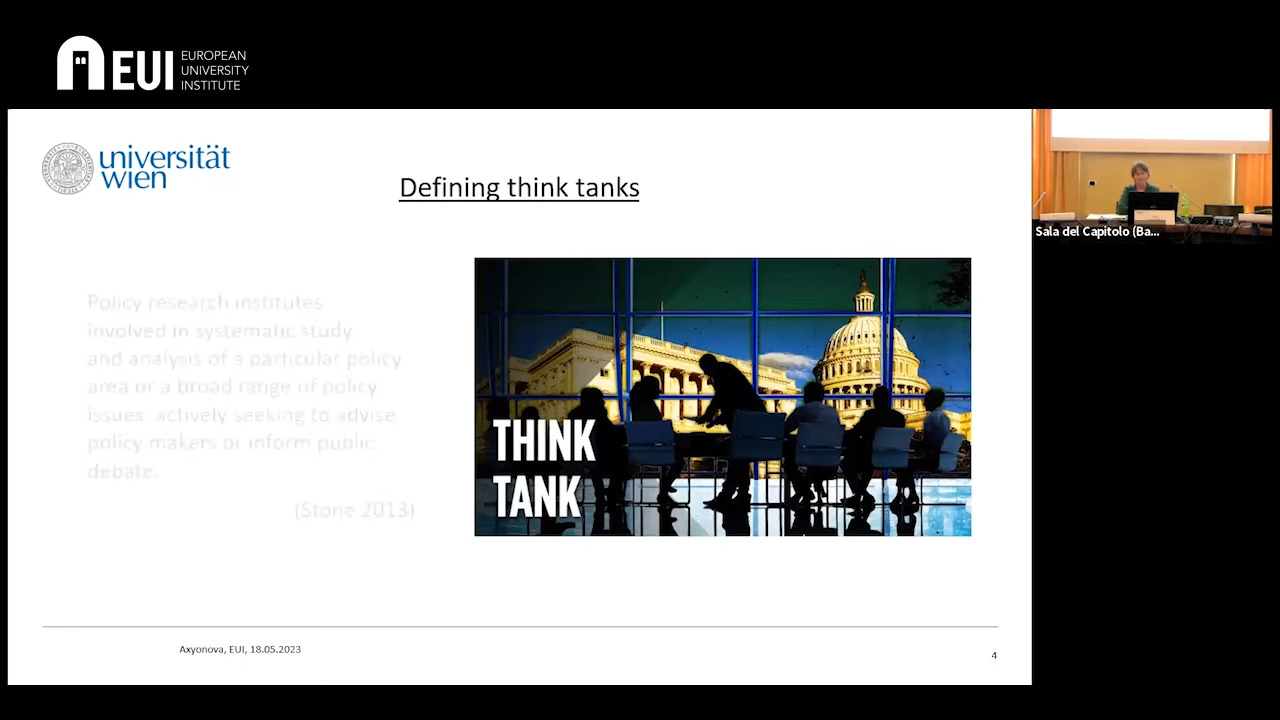 EUI
EUROPEAN
UNIVERSITY
INSTITUTE
universität
wien
Defining think tanks
Policy research institutes
involved in systematic study
and analysis of a particular policy
area or a broad range of policy
issues, actively seeking to advise
policy makers or inform public
debate.
(Stone 2013)
THINK
TANK
Axyonova, EUI, 18.05.2023
4
Sala del Capitolo (Ba...